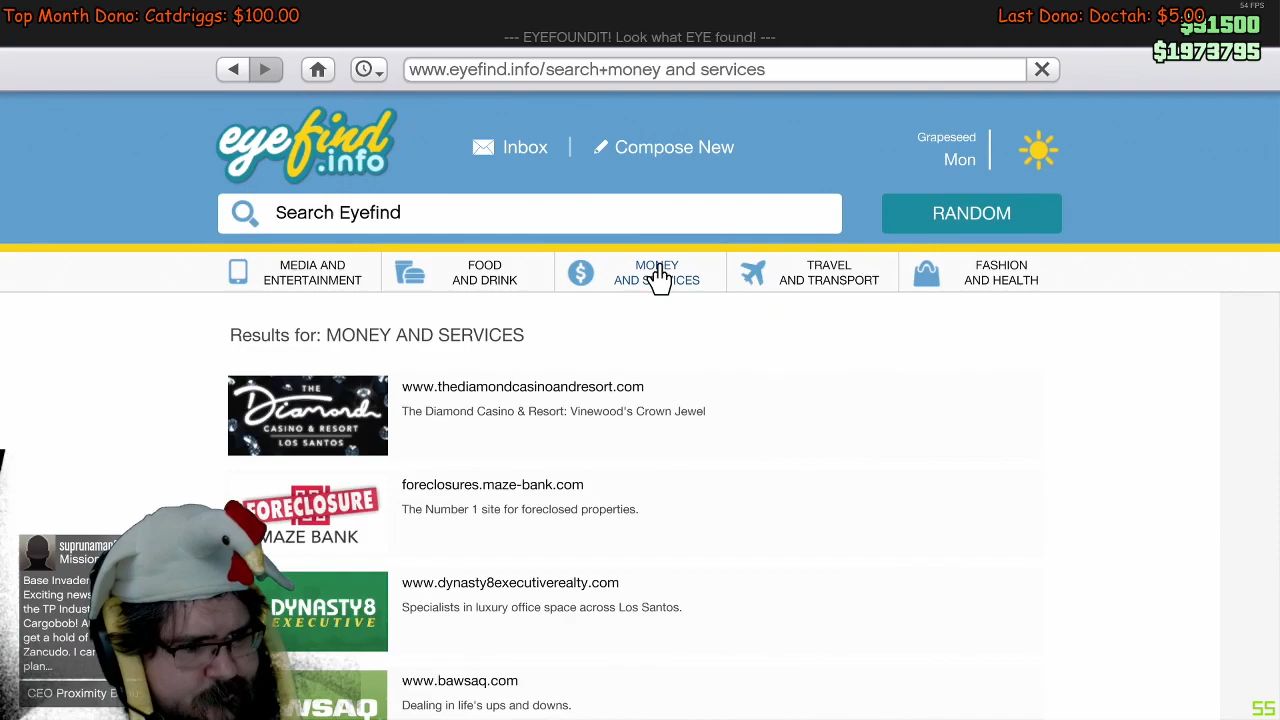 Top Month Dono: Catdriggs: $100.00
Last Dono: Doctah: $5.00
54 FPS
--- EYEFOUNDIT! Look what EYE found! ---
$1973795
www.eyefind.info/search+money and services
eyefind.info
Inbox
Compose New
Grapeseed
Mon
Search Eyefind
RANDOM
MEDIA AND ENTERTAINMENT
FOOD AND DRINK
MONEY AND SERVICES
TRAVEL AND TRANSPORT
FASHION AND HEALTH
Results for: MONEY AND SERVICES
THE Diamond CASINO & RESORT LOS SANTOS
www.thediamondcasinoandresort.com
The Diamond Casino & Resort: Vinewood's Crown Jewel
FORECLOSURE
MAZE BANK
foreclosures.maze-bank.com
The Number 1 site for foreclosed properties.
DYNASTY8
EXECUTIVE
www.dynasty8executiverealty.com
Specialists in luxury office space across Los Santos.
www.bawsaq.com
Dealing in life's ups and downs.
Mission
Base Invader
Exciting news
the TP Indust
Cargobob! A
get a hold of
Zancudo. I ca
plan...
CEO Proximity
55